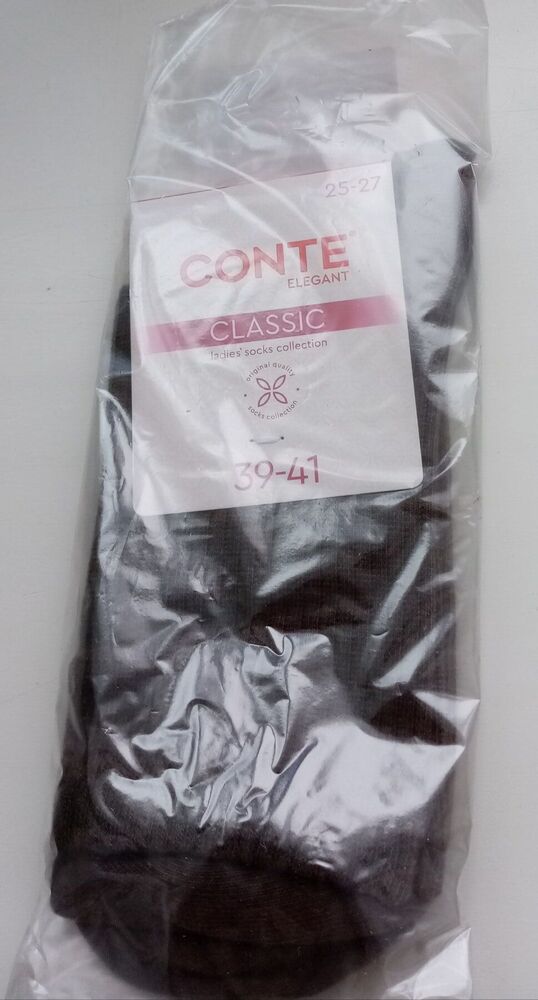 25-27
CONTE
ELEGANT
CLASSIC
ladies' socks collection
original quality
socks collection
39-41